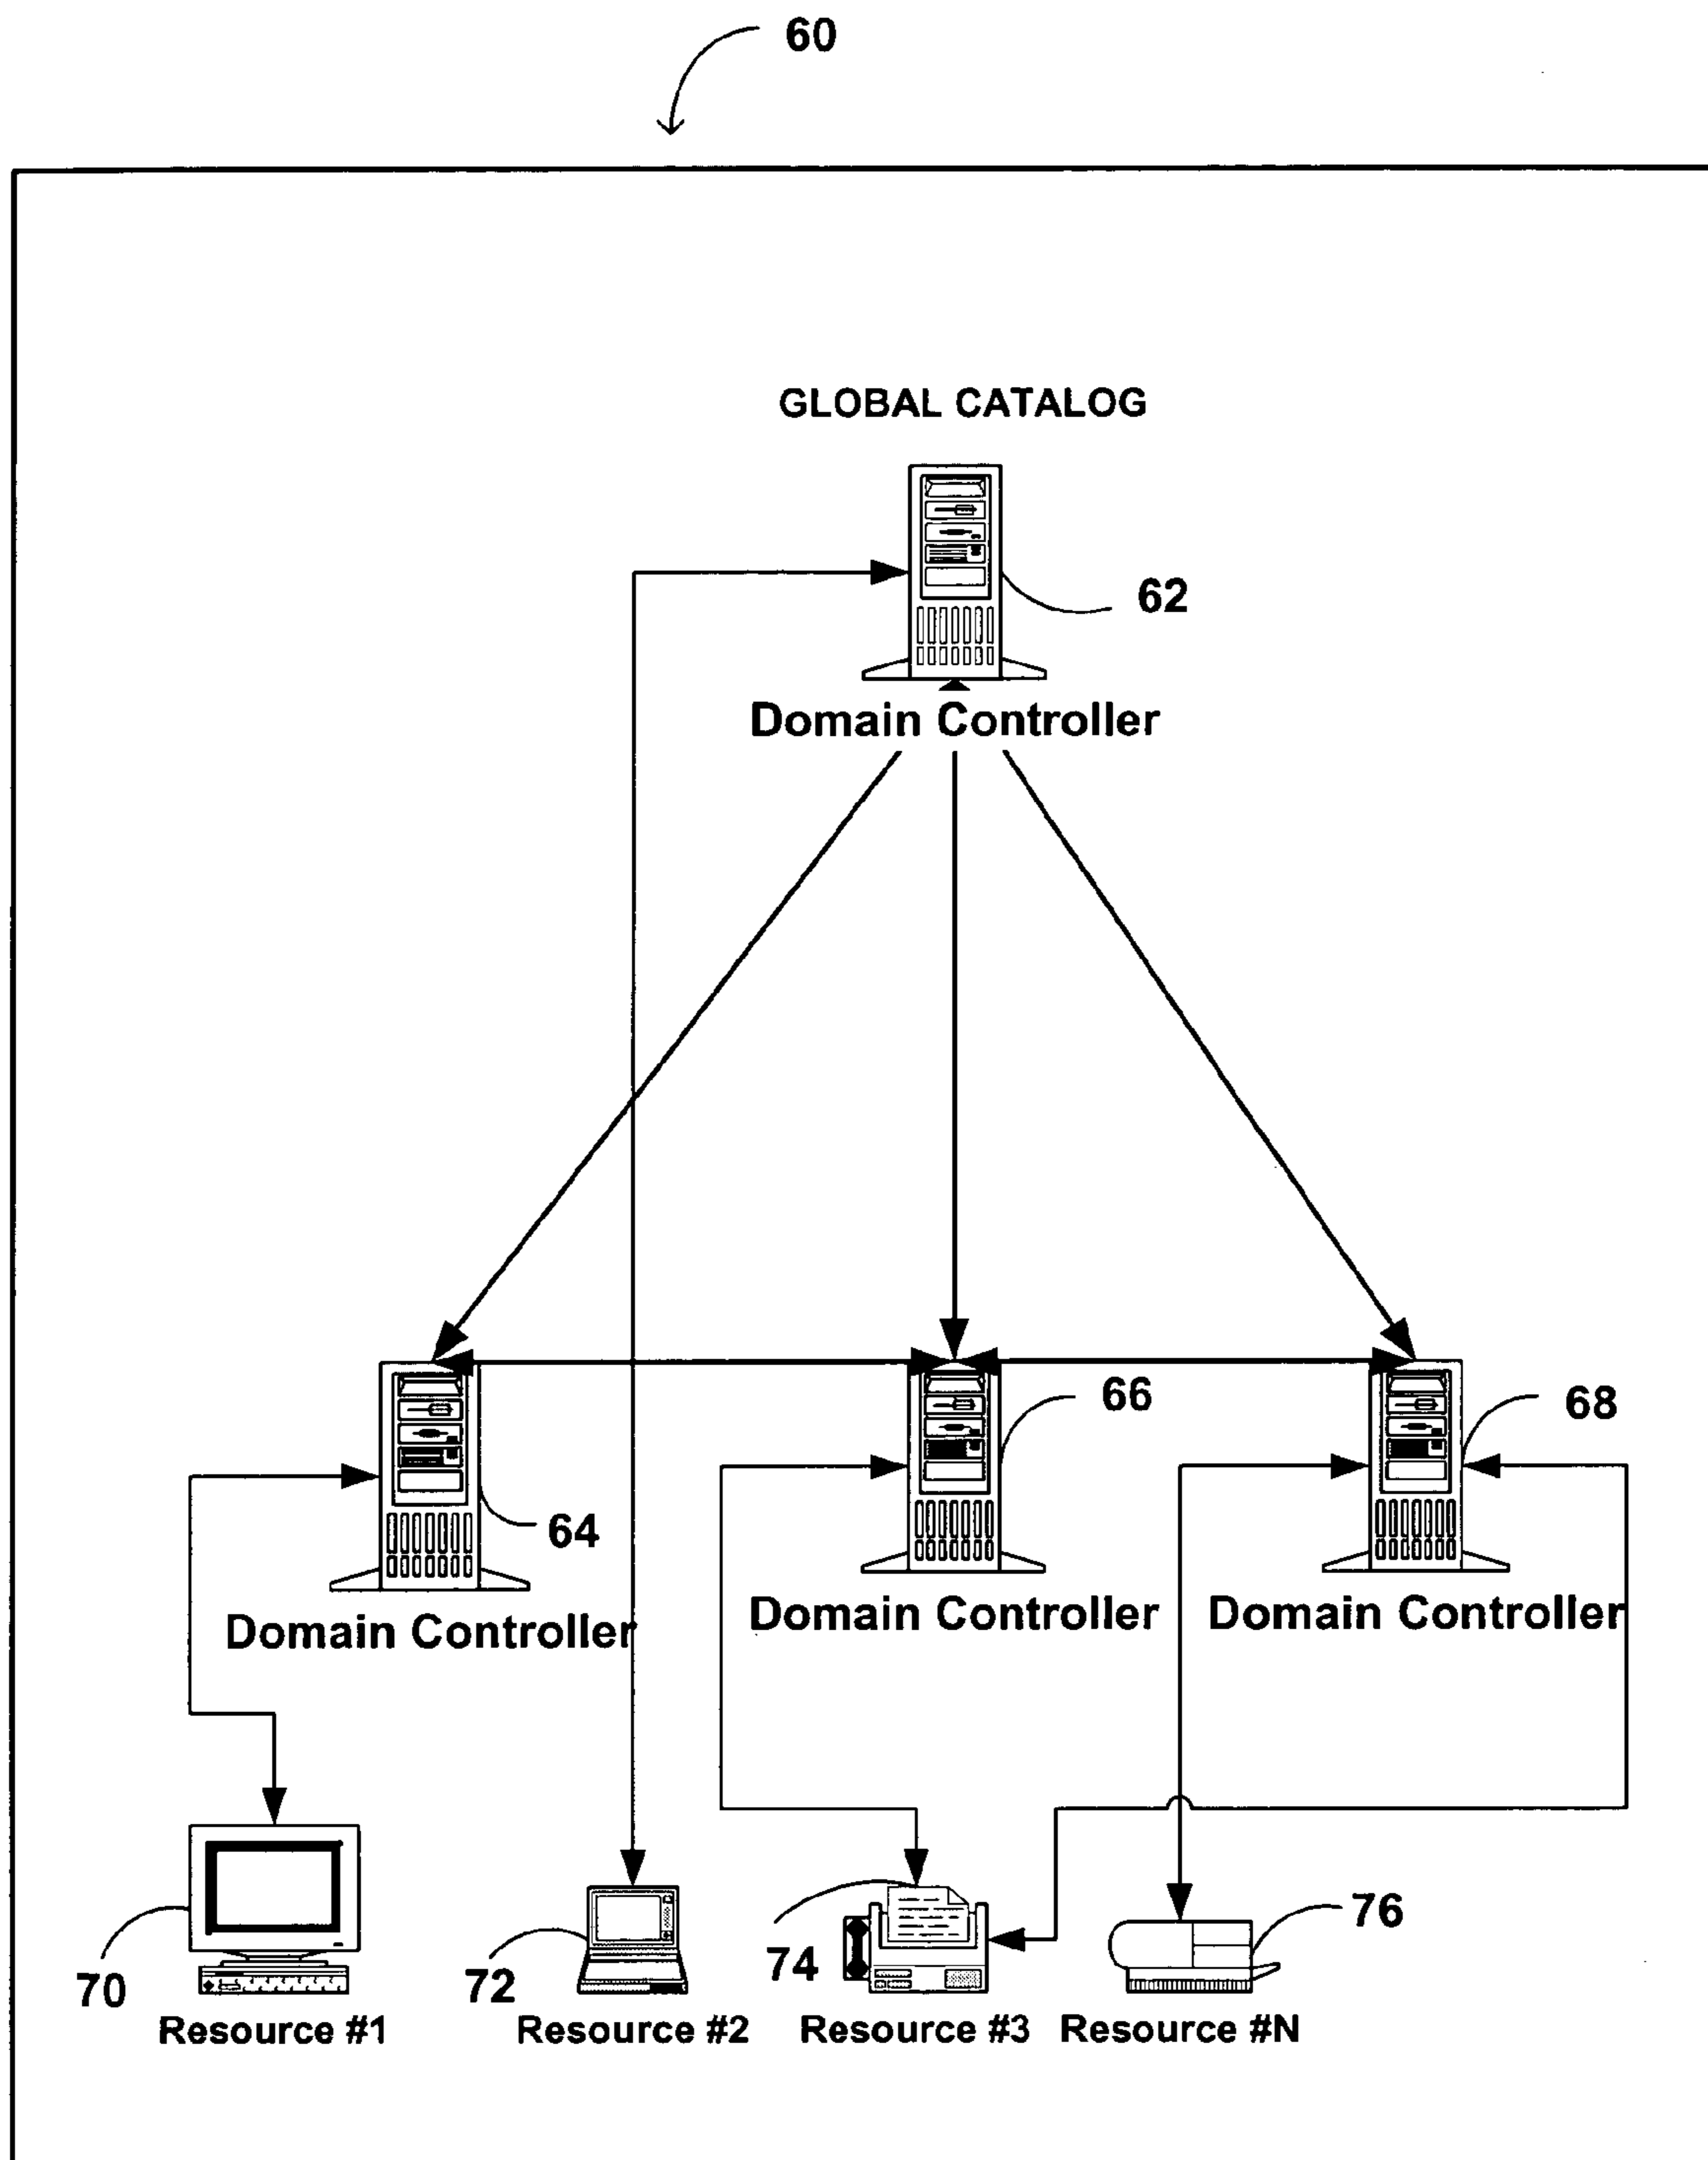 60
GLOBAL CATALOG
62
Domain Controller
66
68
64
Domain Controller
Domain Controller
Domain Controller
70
72
74
76
Resource #1
Resource #2
Resource #3
Resource #N